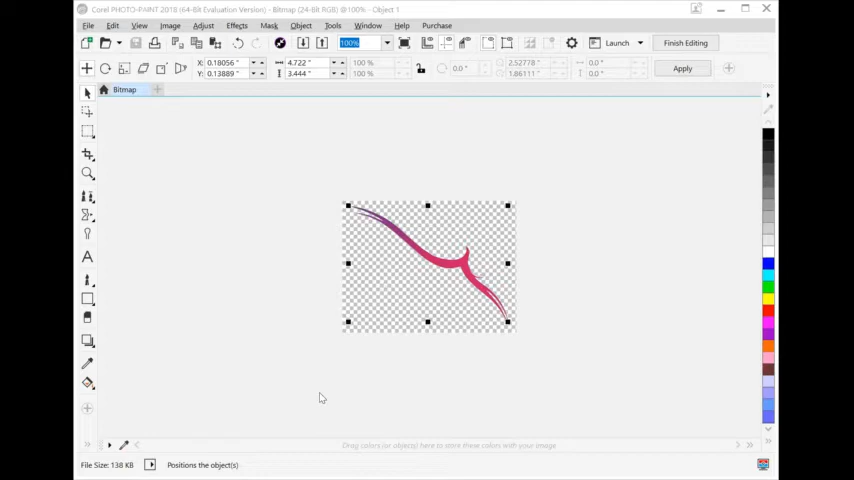 Corel PHOTO-PAINT 2018 (64-Bit Evaluation Version) - Bitmap (24-Bit RGB) @100% - Object 1
File Edit View Image Adjust Effects Mask Object Tools Window Help Purchase
100% Launch Finish Editing
X: 0.18056 " 4.722 " 100 % 0.0 ° 2.52778 " 0.0 "
Y: 0.13889 " 3.444 " 100 % 1.86111 " 0.0 "
Apply
Bitmap
Drag colors (or objects) here to store these colors with your image
File Size: 138 KB Positions the object(s)